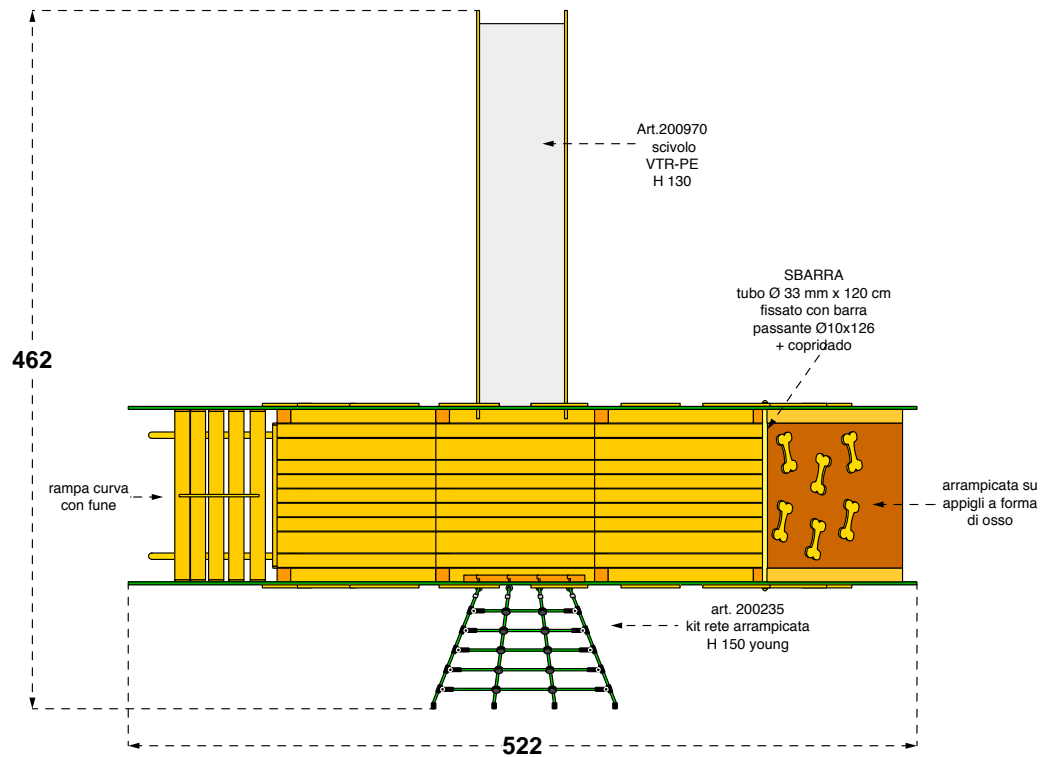 Art.200970
scivolo
VTR-PE
H 130
SBARRA
tubo Ø 33 mm x 120 cm
fissato con barra
passante Ø10x126
+ copridado
462
rampa curva
con fune
arrampicata su
appigli a forma
di osso
art. 200235
kit rete arrampicata
H 150 young
522